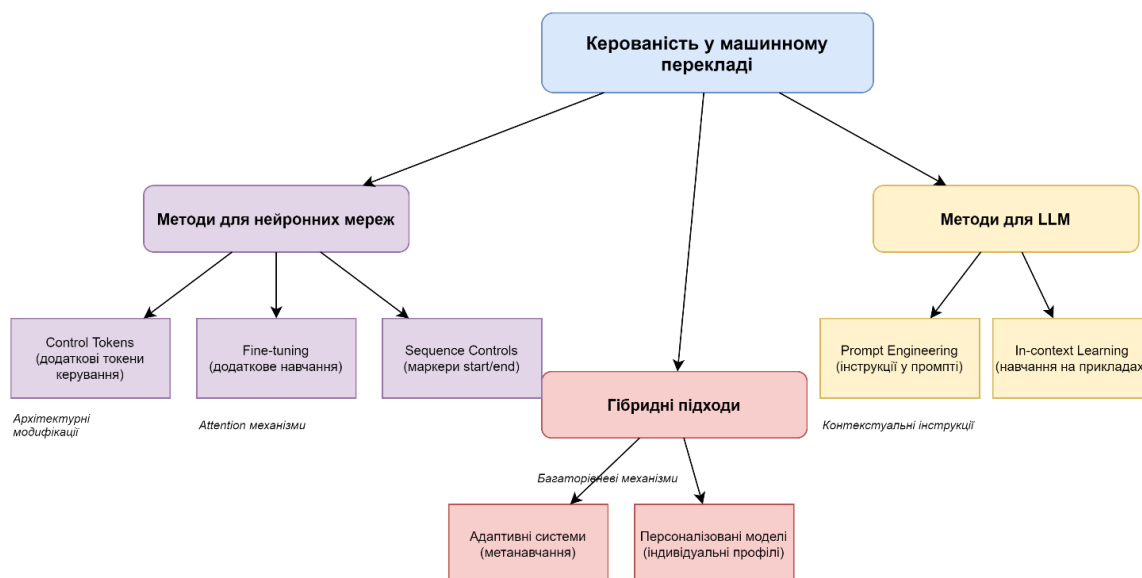 Керованість у машинному
перекладі
Методи для нейронних мереж
Методи для LLM
Control Tokens
(додаткові токени
керування)
Fine-tuning
(додаткове навчання)
Sequence Controls
(маркери start/end)
Prompt Engineering
(інструкції у промпті)
In-context Learning
(навчання на прикладах)
Гібридні підходи
Архітектурні
модифікації
Attention механізми
Контекстуальні інструкції
Багаторівневі механізми
Адаптивні системи
(метанавчання)
Персоналізовані моделі
(індивідуальні профілі)